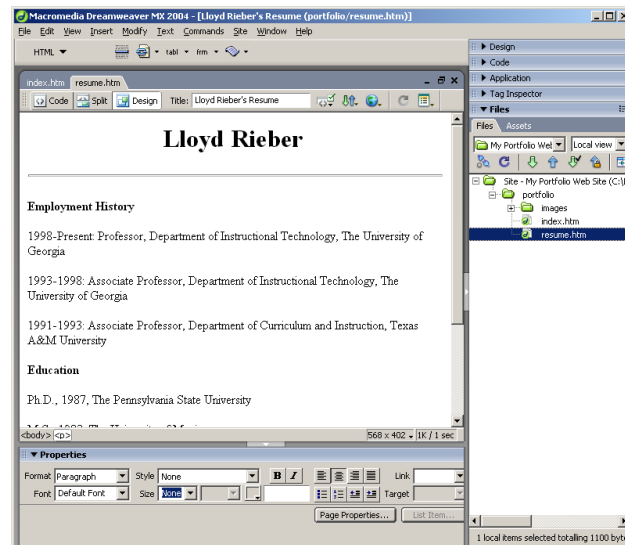 Macromedia Dreamweaver MX 2004 - [Lloyd Rieber's Resume (portfolio/resume.htm)]
File Edit View Insert Modify Text Commands Site Window Help
HTML tabl frm
index.htm resume.htm
Code Split Design Title: Lloyd Rieber's Resume
Lloyd Rieber
Employment History
1998-Present: Professor, Department of Instructional Technology, The University of
Georgia
1993-1998: Associate Professor, Department of Instructional Technology, The
University of Georgia
1991-1993: Associate Professor, Department of Curriculum and Instruction, Texas
A&M University
Education
Ph.D., 1987, The Pennsylvania State University
<body> <p> 568 x 402 1K / 1 sec
Properties
Format Paragraph Style None B I Link
Font Default Font Size None Target
Page Properties... List Item...
Design
Code
Application
Tag Inspector
Files
Files Assets
My Portfolio Wel Local view
Site - My Portfolio Web Site (C:\
portfolio
images
index.htm
resume.htm
1 local items selected totalling 1100 byt